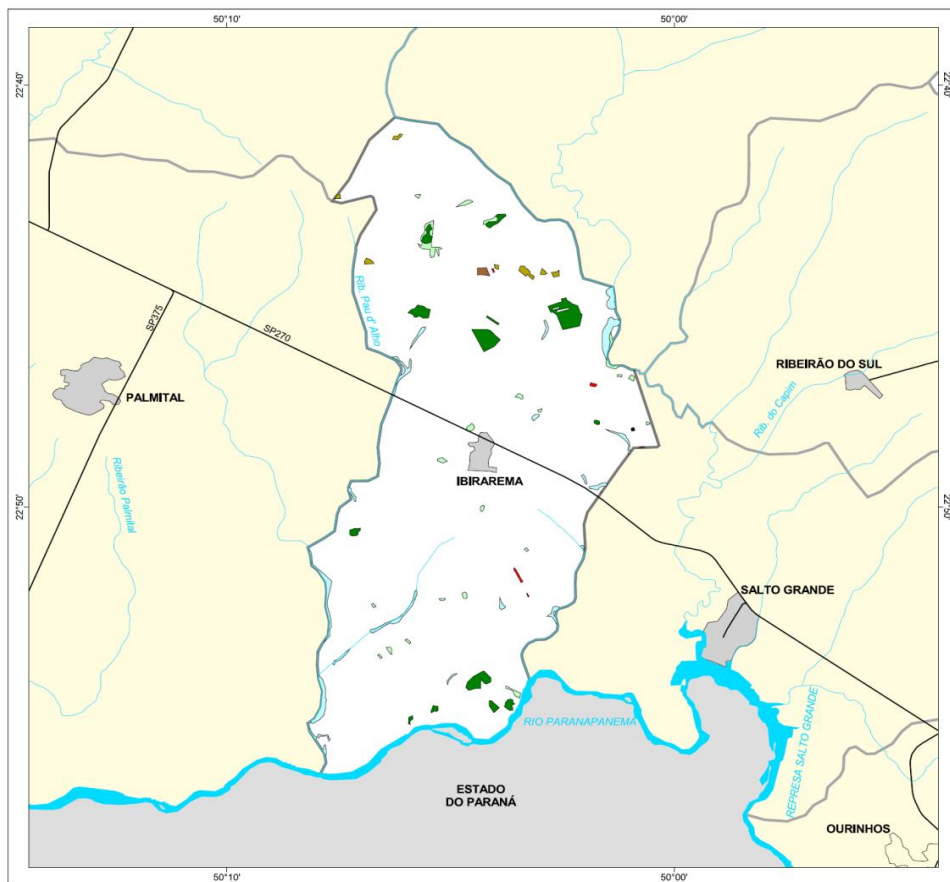 50°10'
50°00'
22°40'
22°40'
Rib. Pau d' Alho
SP375
SP270
RIBEIRÃO DO SUL
PALMITAL
Rib. do Capim
IBIRAREMA
Ribeirão Palmital
22°50'
22°50'
SALTO GRANDE
RIO PARANAPANEMA
REPRESA SALTO GRANDE
ESTADO
DO PARANÁ
OURINHOS
50°10'
50°00'